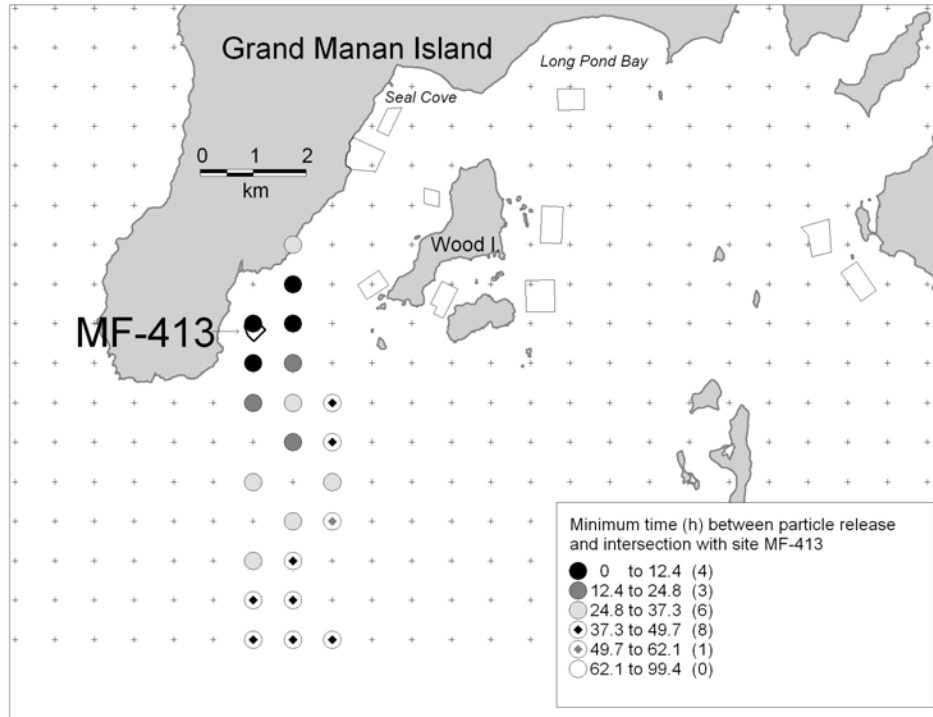 Grand Manan Island
Long Pond Bay
Seal Cove
0 1 2
km
Wood I.
MF-413
Minimum time (h) between particle release
and intersection with site MF-413
0 to 12.4 (4)
12.4 to 24.8 (3)
24.8 to 37.3 (6)
37.3 to 49.7 (8)
49.7 to 62.1 (1)
62.1 to 99.4 (0)